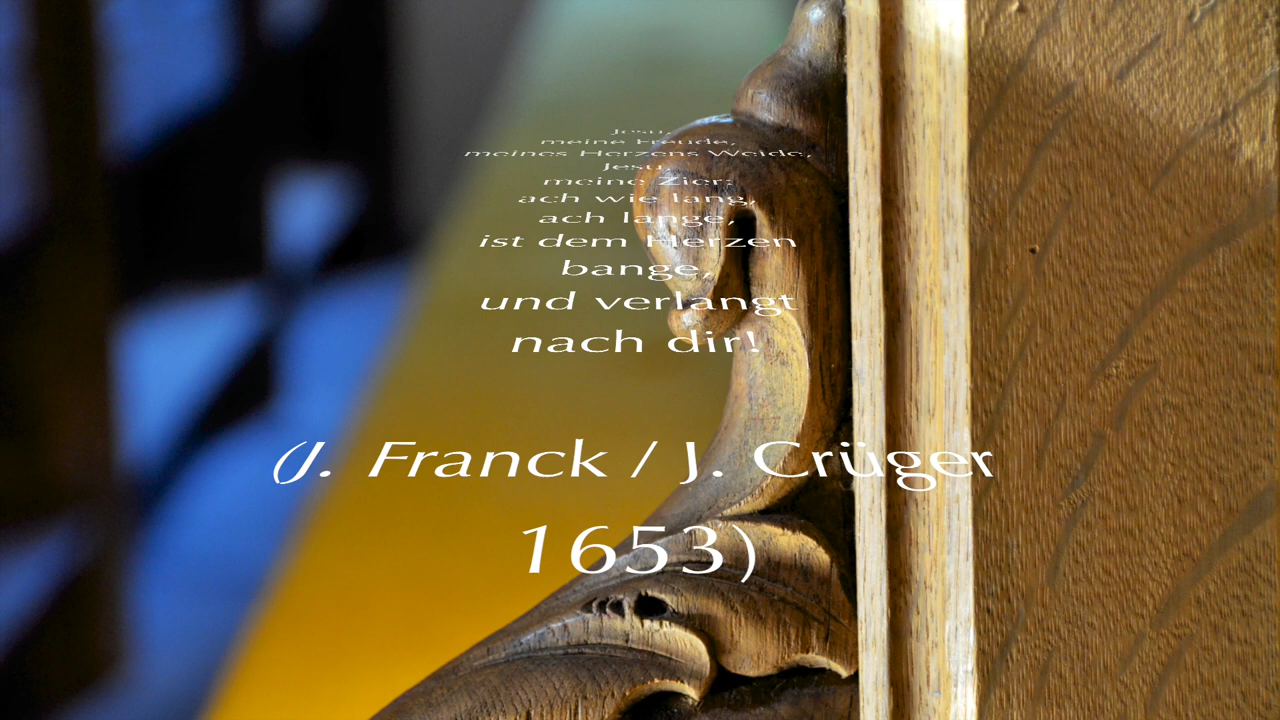 Jesu,
meine Freude,
meines Herzens Weide,
Jesu,
meine Zier:
ach wie lang,
ach lange,
ist dem Herzen
bange,
und verlangt
nach dir!
(J. Franck / J. Crüger
1653)